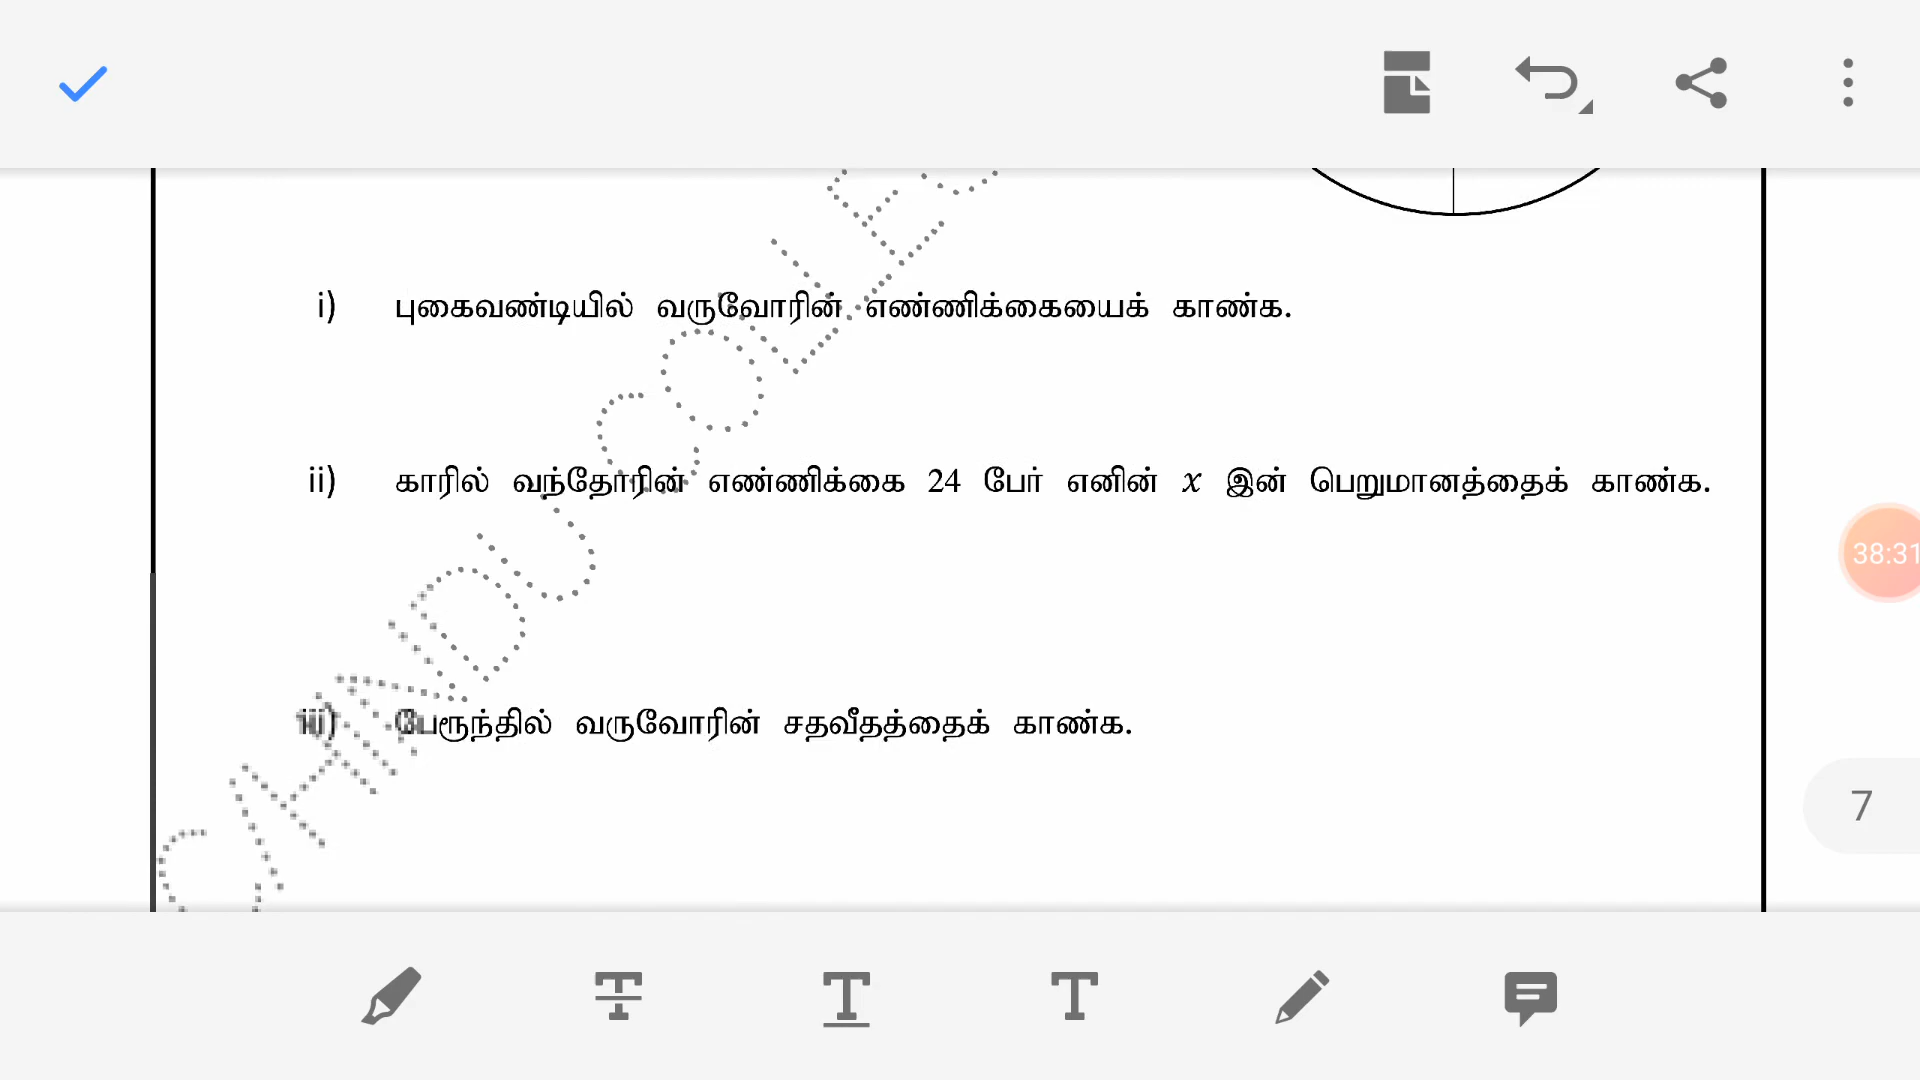 i) புகைவண்டியில் வருவோரின் எண்ணிக்கையைக் காண்க.
ii) காரில் வந்தோரின் எண்ணிக்கை 24 பேர் எனின் x இன் பெறுமானத்தைக் காண்க.
38:31
iii) பேரூந்தில் வருவோரின் சதவீதத்தைக் காண்க.
7